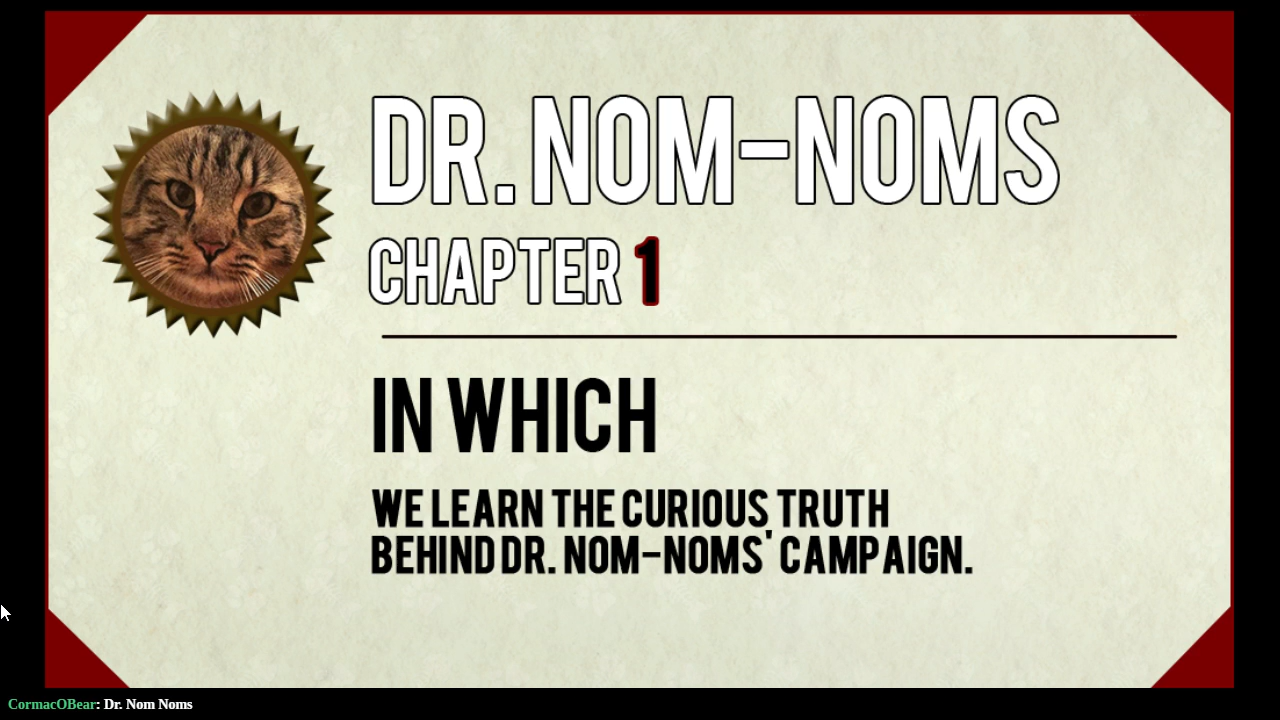 DR. NOM-NOMS
CHAPTER 1
IN WHICH
WE LEARN THE CURIOUS TRUTH
BEHIND DR. NOM-NOMS' CAMPAIGN.
CormacOBear: Dr. Nom Noms